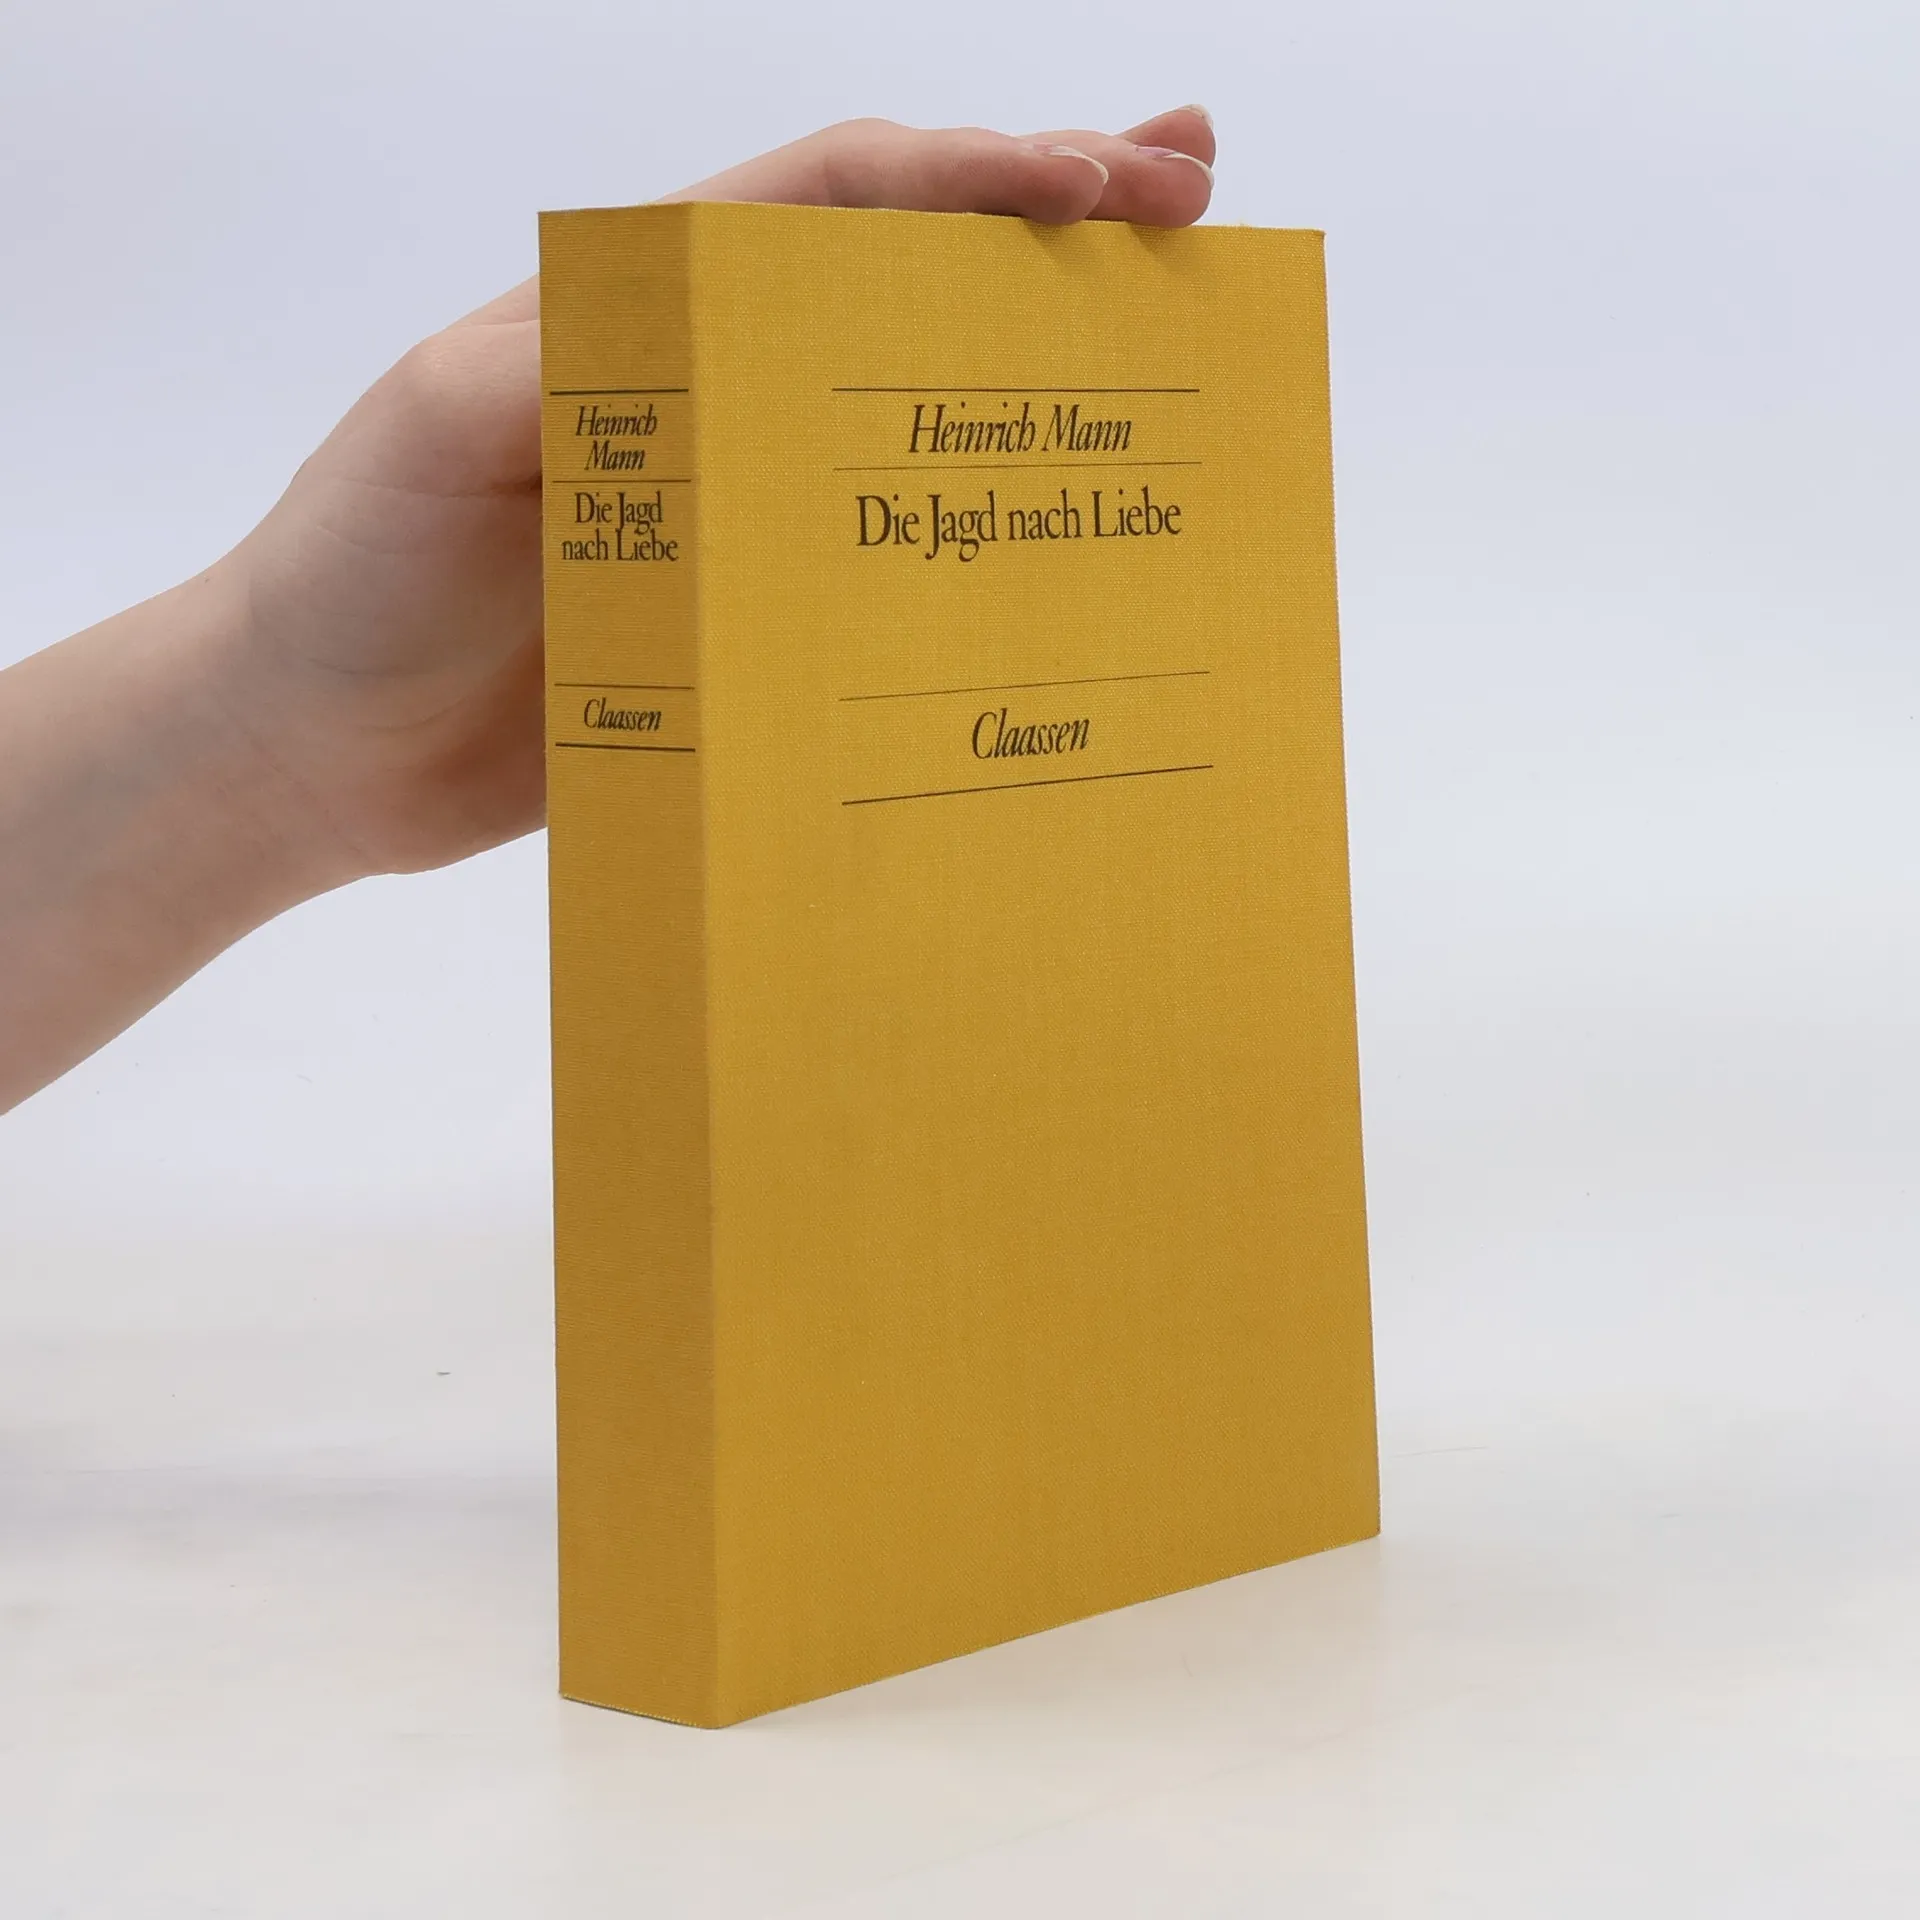 Heinrich
Mann
Die Jagd
nach Liebe
Claassen
Heinrich Mann
Die Jagd nach Liebe
Claassen